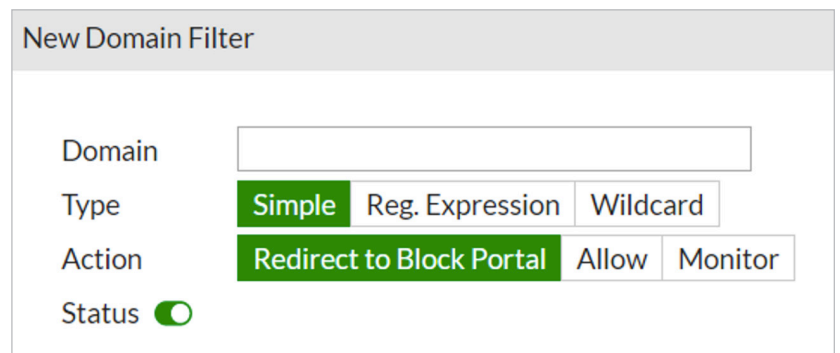 New Domain Filter
Domain
Type Simple Reg. Expression Wildcard
Action Redirect to Block Portal Allow Monitor
Status